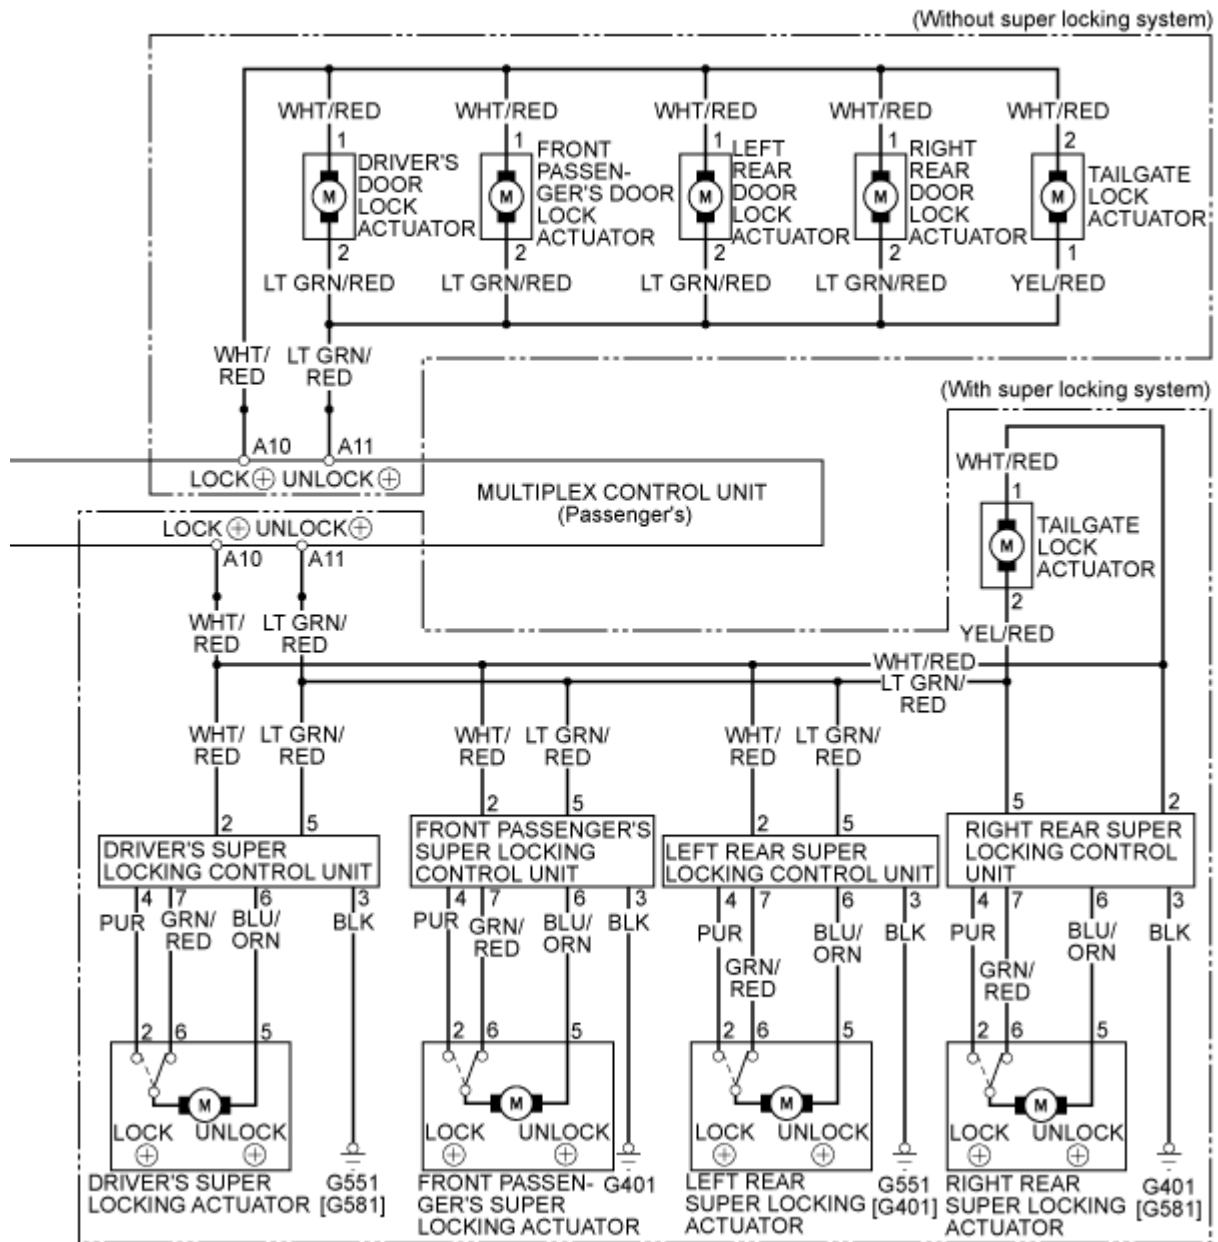 (Without super locking system)
WHT/RED WHT/RED WHT/RED WHT/RED WHT/RED
1 1 1 1 2
DRIVER'S
DOOR
LOCK
ACTUATOR
FRONT
PASSEN-
GER'S DOOR
LOCK
ACTUATOR
LEFT
REAR
DOOR
LOCK
ACTUATOR
RIGHT
REAR
DOOR
LOCK
ACTUATOR
TAILGATE
LOCK
ACTUATOR
M M M M M
2 2 2 2 1
LT GRN/RED LT GRN/RED LT GRN/RED LT GRN/RED YEL/RED
WHT/
RED
LT GRN/
RED
(With super locking system)
A10 A11
LOCK UNLOCK
MULTIPLEX CONTROL UNIT
(Passenger's)
LOCK UNLOCK
A10 A11
WHT/RED
1
M
TAILGATE
LOCK
ACTUATOR
2
YEL/RED
WHT/
RED
LT GRN/
RED
WHT/RED
LT GRN/
RED
WHT/
RED
LT GRN/
RED
WHT/
RED
LT GRN/
RED
WHT/
RED
LT GRN/
RED
2 5 2 5 2 5 5 2
DRIVER'S SUPER
LOCKING CONTROL UNIT
FRONT PASSENGER'S
SUPER LOCKING
CONTROL UNIT
LEFT REAR SUPER
LOCKING CONTROL UNIT
RIGHT REAR SUPER
LOCKING CONTROL
UNIT
4 7 6 3 4 7 6 3 4 7 6 3 4 7 6 3
PUR
GRN/
RED
BLU/
ORN
BLK
PUR
GRN/
RED
BLU/
ORN
BLK
PUR
GRN/
RED
BLU/
ORN
BLK
PUR
GRN/
RED
BLU/
ORN
BLK
2 6 5 2 6 5 2 6 5 2 6 5
M M M M
LOCK UNLOCK LOCK UNLOCK LOCK UNLOCK LOCK UNLOCK
DRIVER'S SUPER
LOCKING ACTUATOR
G551
[G581]
FRONT PASSEN-
GER'S SUPER
LOCKING ACTUATOR
G401
LEFT REAR
SUPER LOCKING
ACTUATOR
G551
[G401]
RIGHT REAR
SUPER LOCKING
ACTUATOR
G401
[G581]